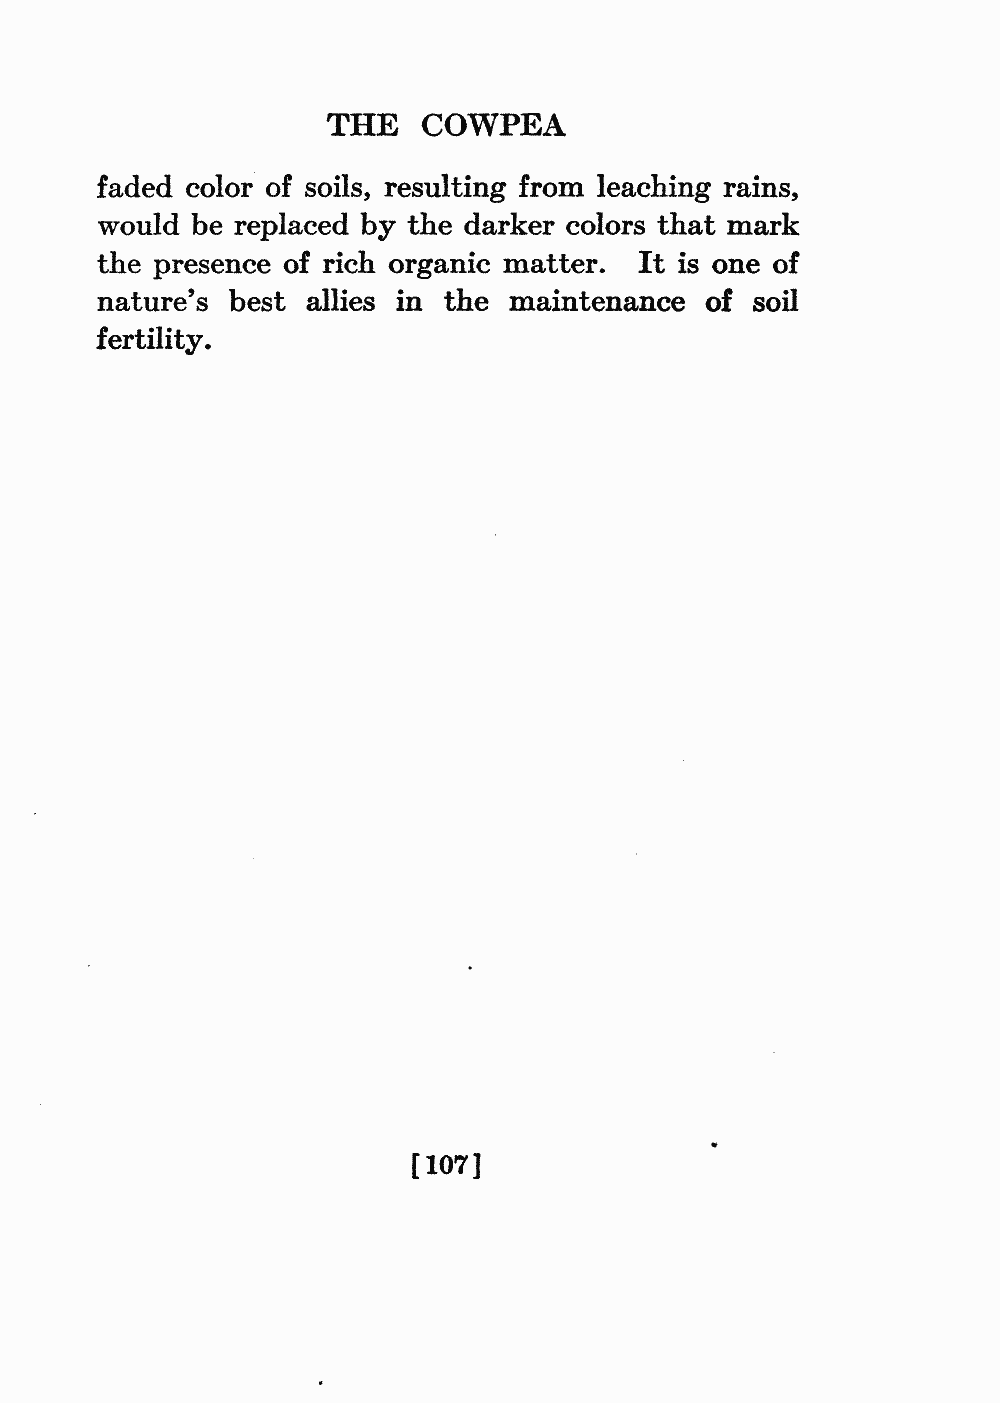 THE COWPEA
faded color of soils, resulting from leaching rains,
would be replaced by the darker colors that mark
the presence of rich organic matter. It is one of
nature's best allies in the maintenance of soil
fertility.
[107]